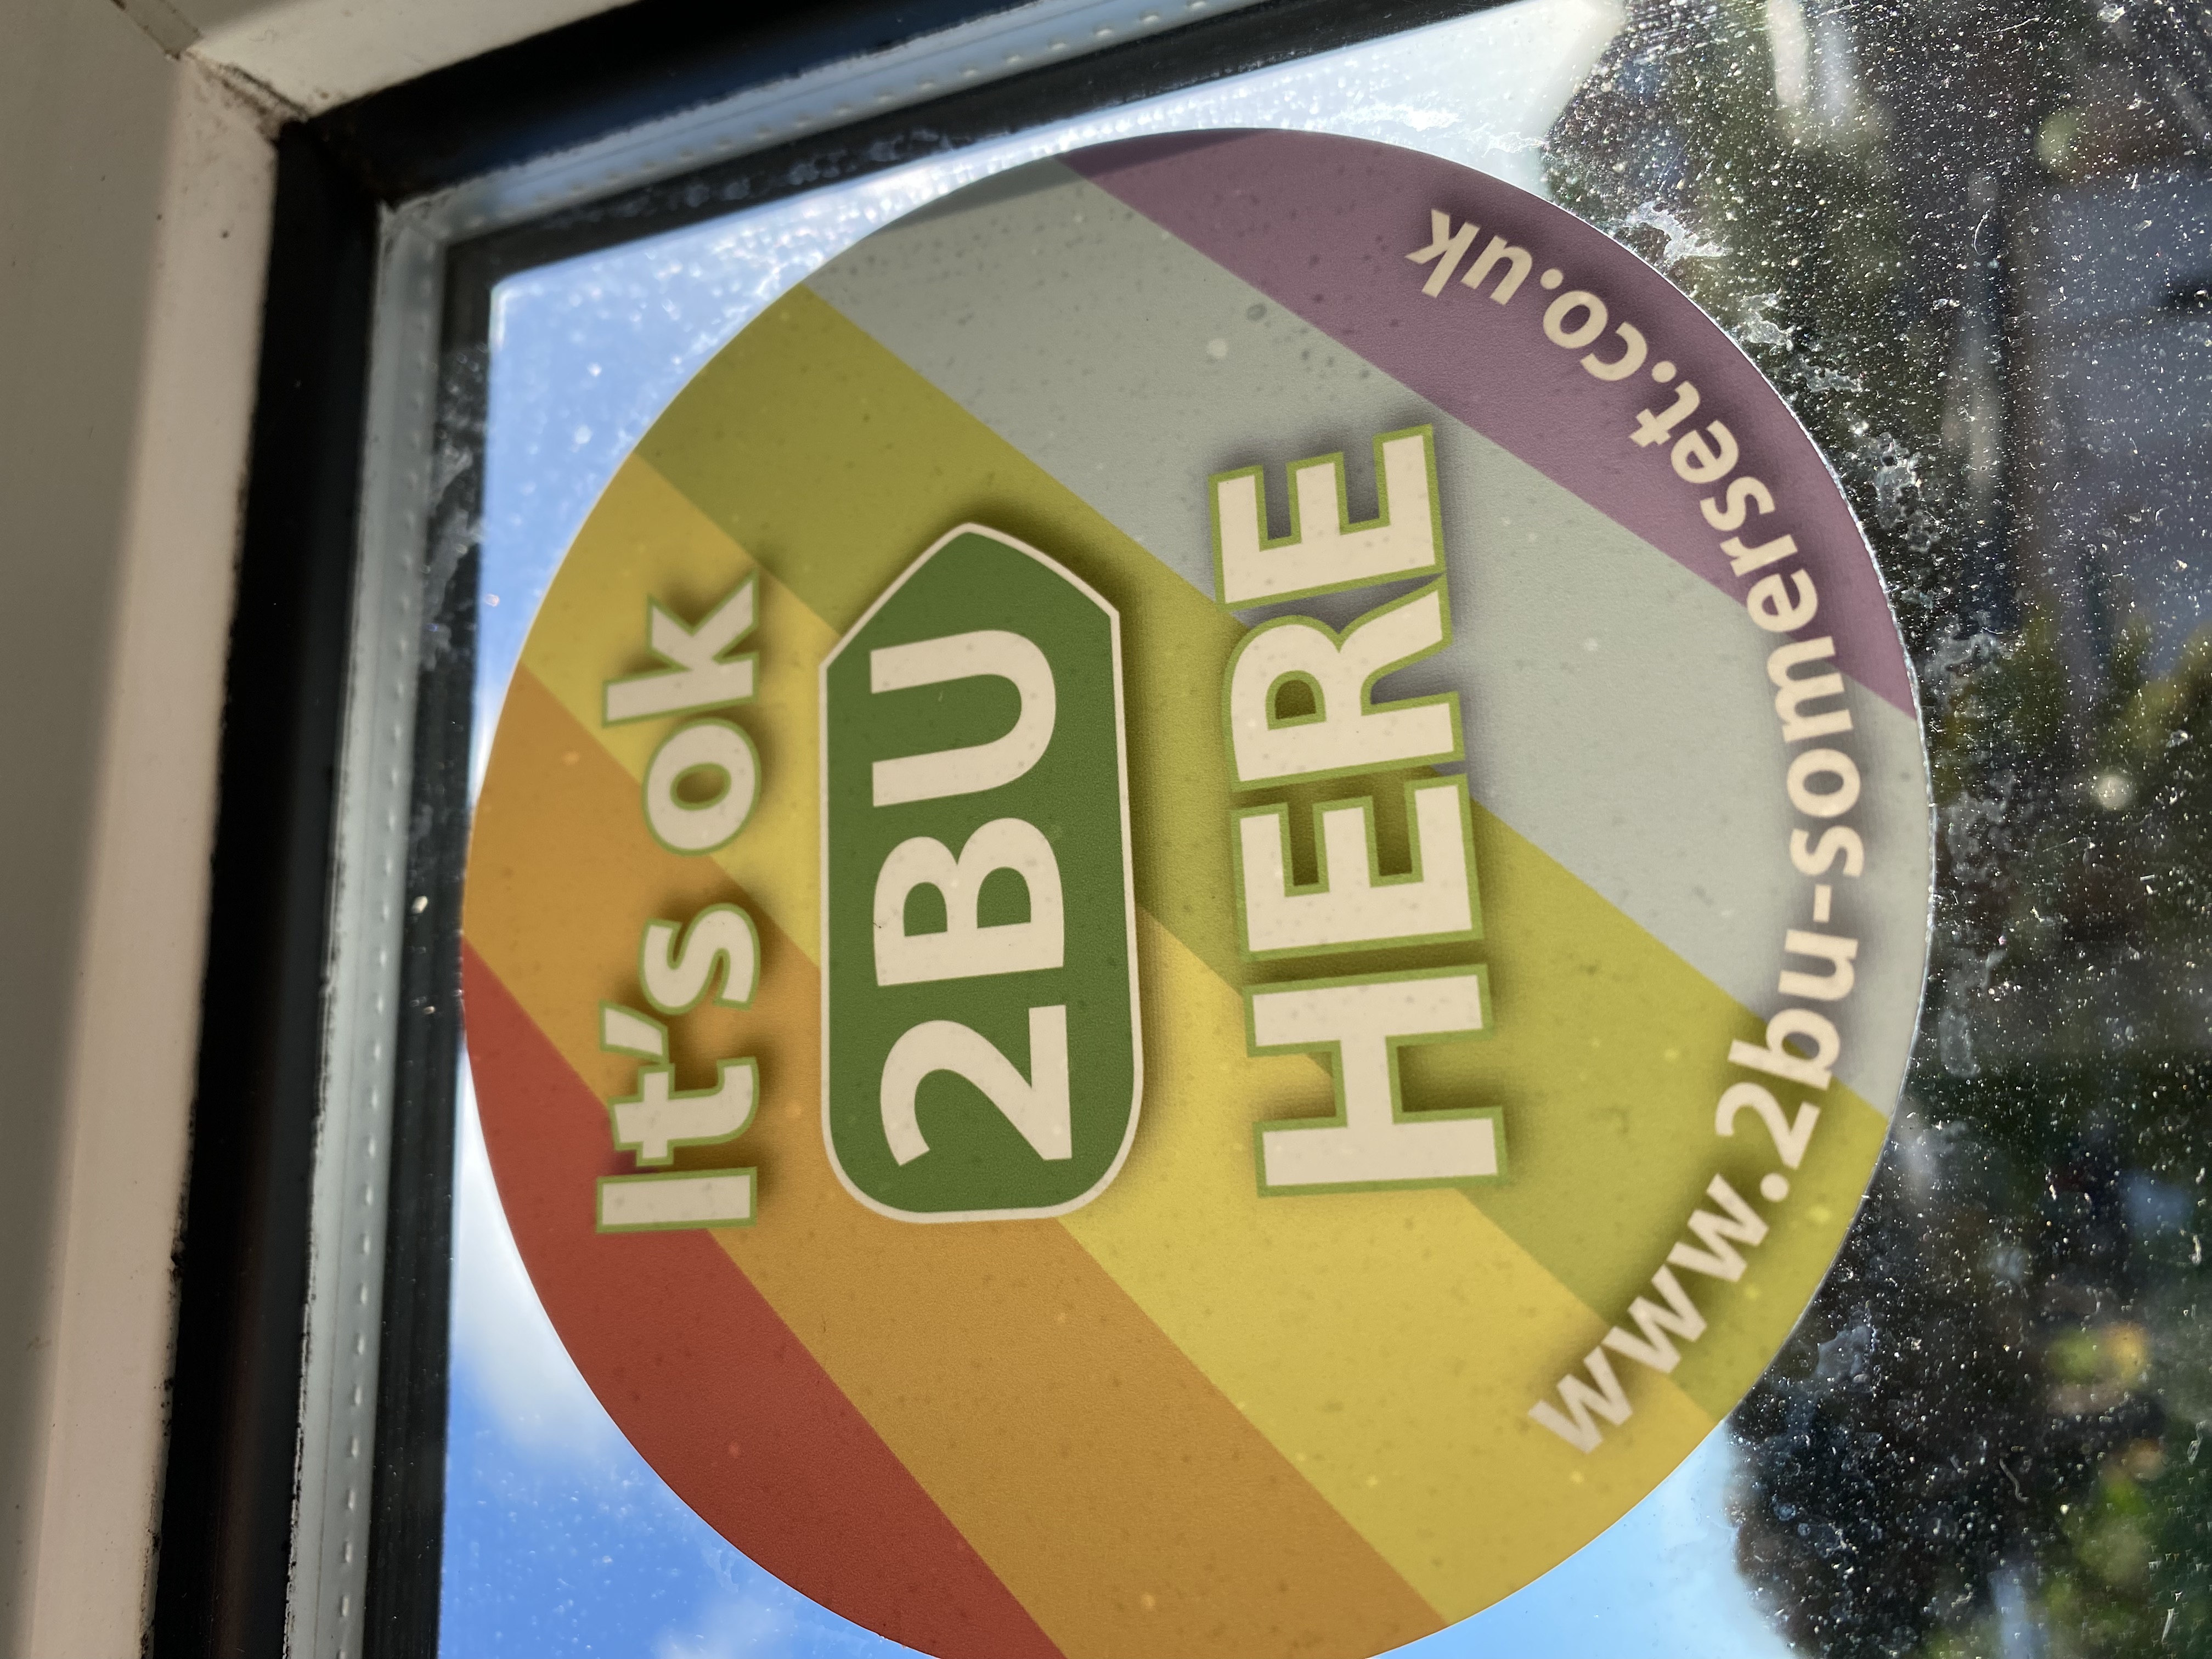 It's ok
2BU
HERE
www.2bu-somerset.co.uk